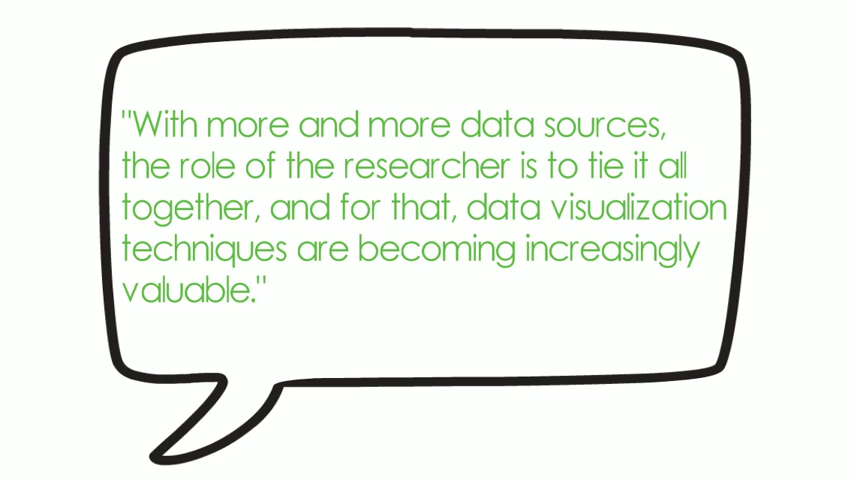 "With more and more data sources,
the role of the researcher is to tie it all
together, and for that, data visualization
techniques are becoming increasingly
valuable."